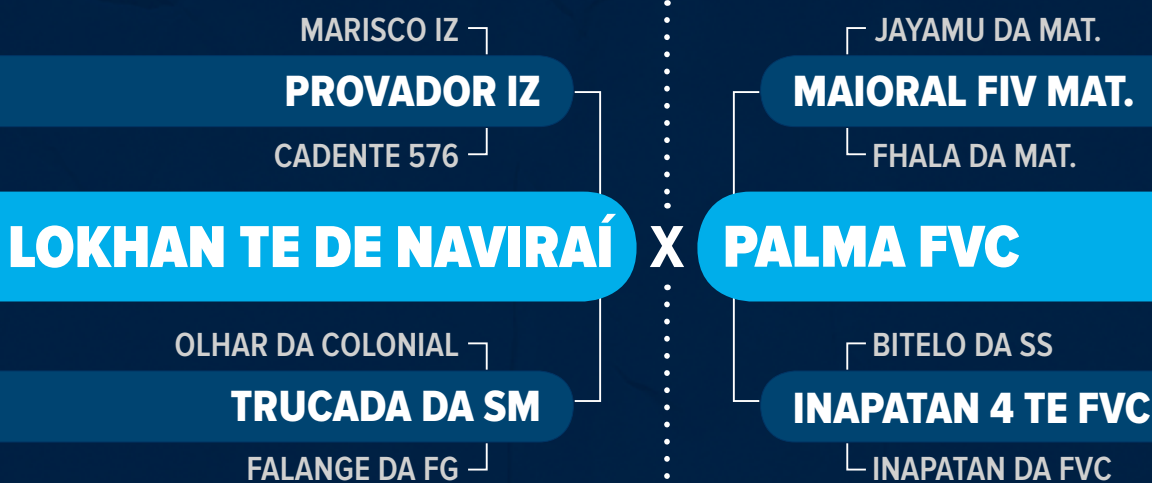 MARISCO IZ
PROVADOR IZ
CADENTE 576
LOKHAN TE DE NAVIRAÍ
OLHAR DA COLONIAL
TRUCADA DA SM
FALANGE DA FG
X
JAYAMU DA MAT.
MAIORAL FIV MAT.
FHALA DA MAT.
PALMA FVC
BITELO DA SS
INAPATAN 4 TE FVC
INAPATAN DA FVC